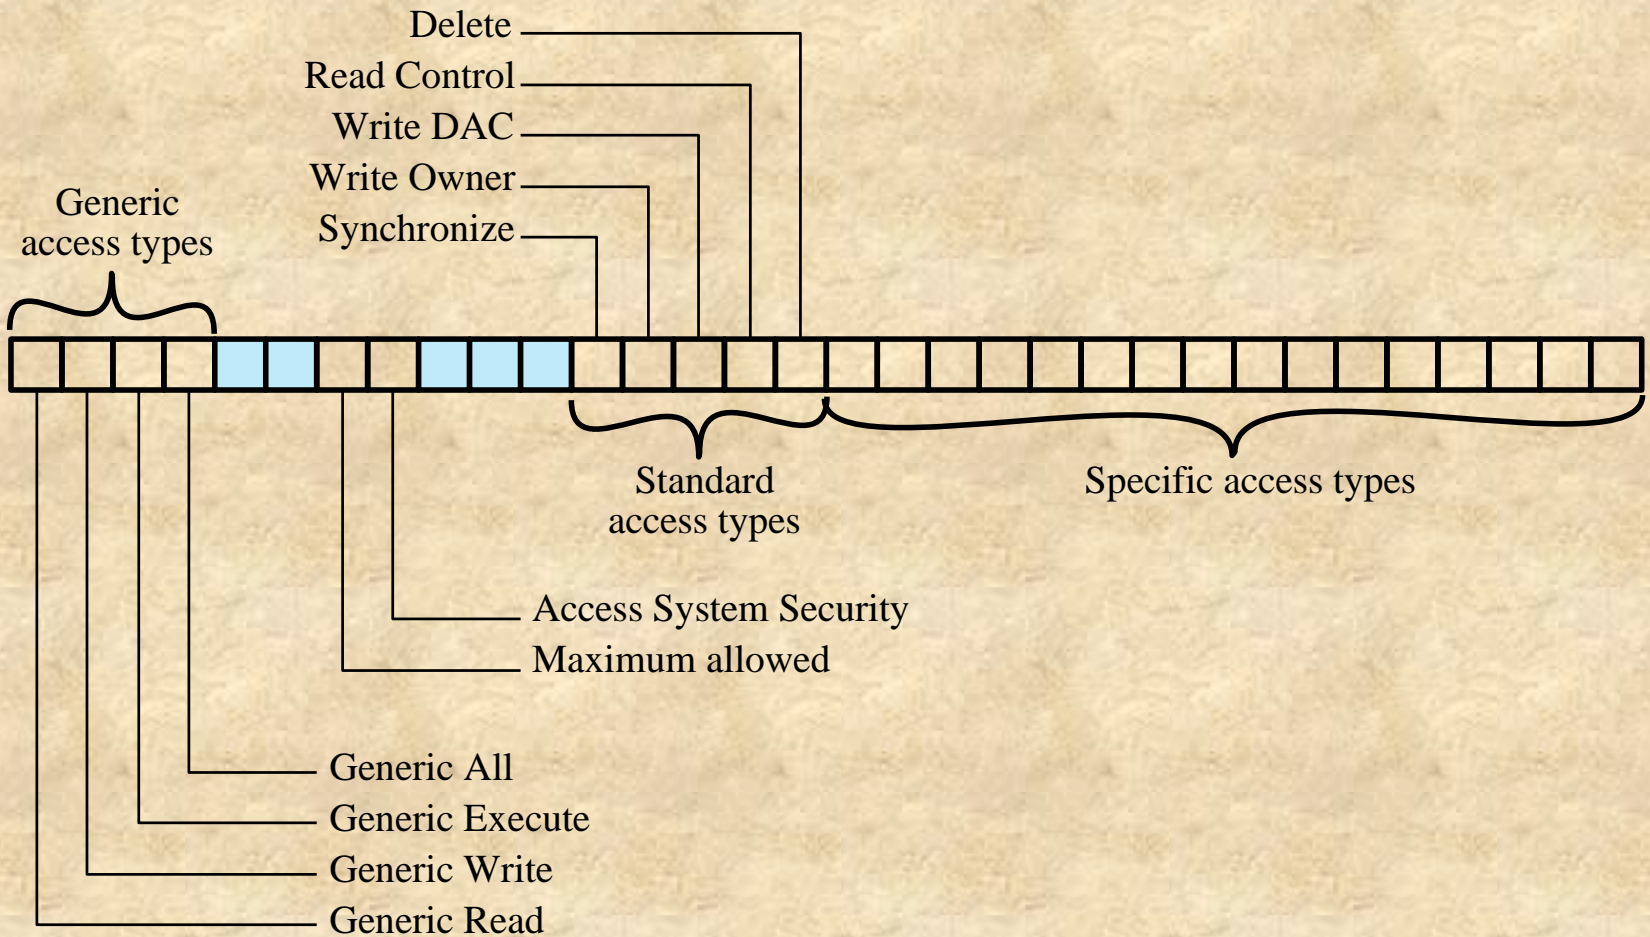 Delete
Read Control
Write DAC
Write Owner
Synchronize
Generic
access types
Standard
access types
Specific access types
Access System Security
Maximum allowed
Generic All
Generic Execute
Generic Write
Generic Read